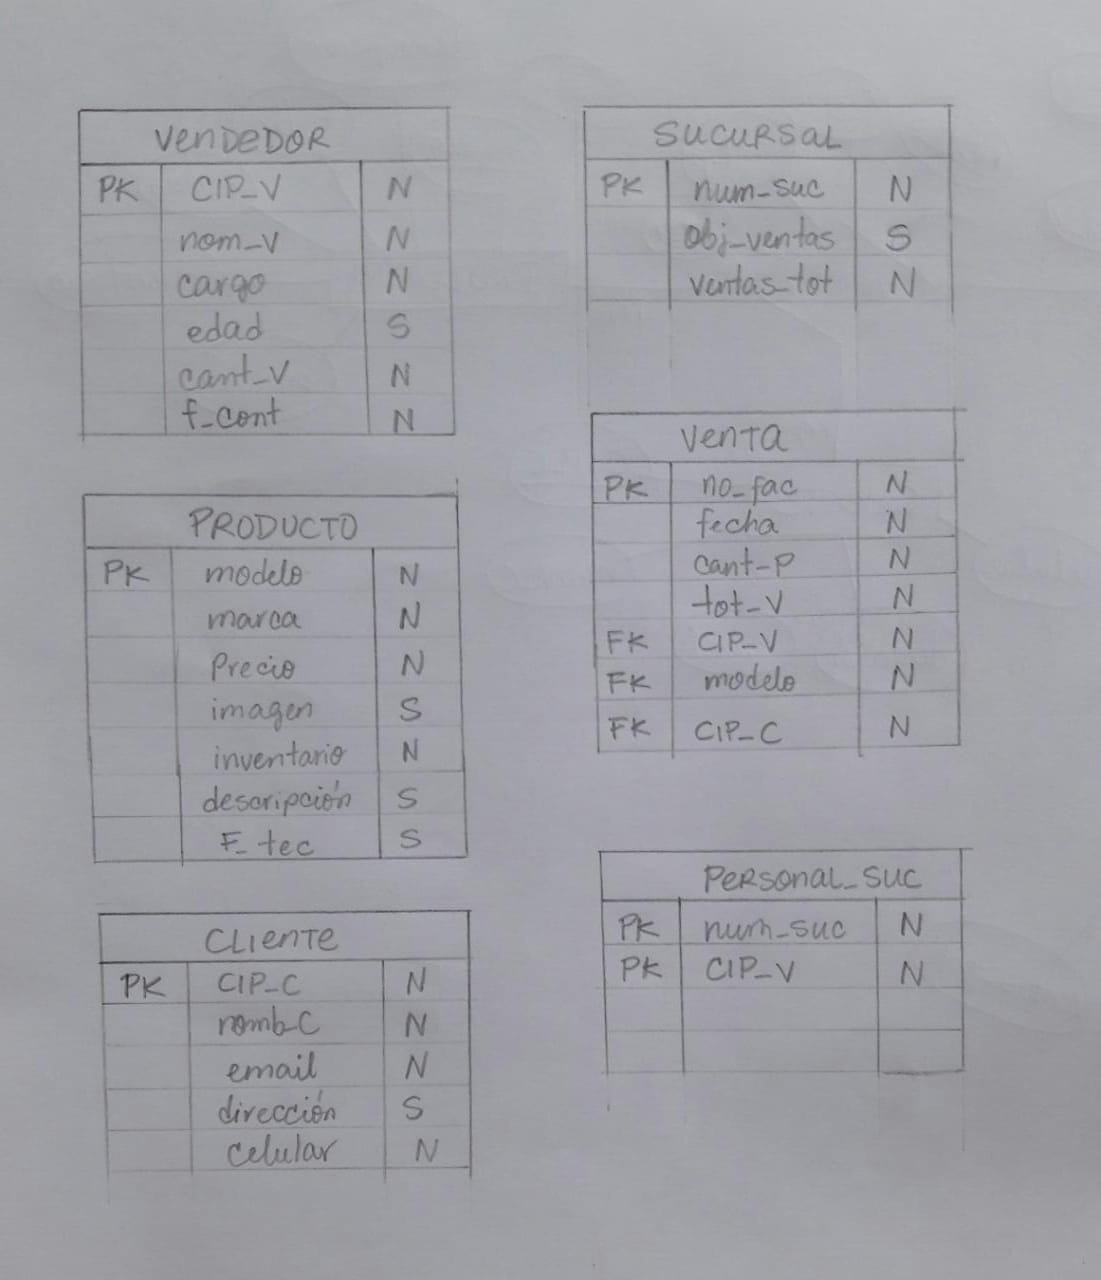 VENDEDOR
PK CIP_V N
nom_V N
cargo N
edad S
cant_V N
f_cont N
PRODUCTO
PK modelo N
marca N
Precio N
imagen S
inventario N
descripción S
F_tec S
CLIENTE
PK CIP_C N
nomb_C N
email N
dirección S
celular N
SUCURSAL
PK num_suc N
Obj_ventas S
ventas_tot N
VENTA
PK no_fac N
fecha N
cant_P N
tot_V N
FK CIP_V N
FK modelo N
FK CIP_C N
PERSONAL_SUC
PK num_suc N
PK CIP_V N